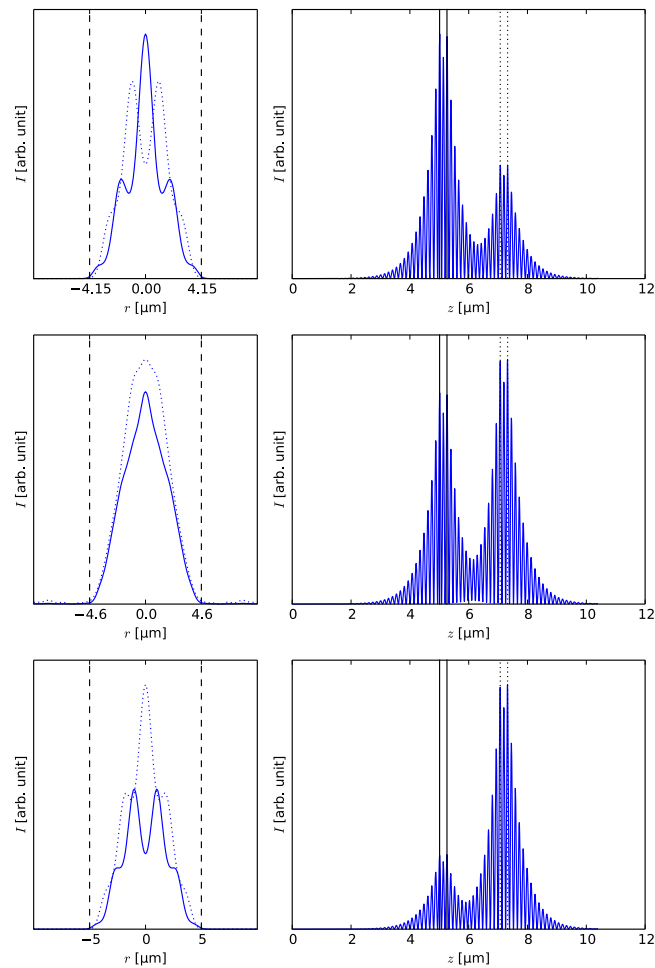 I [arb. unit]
−4.15 0.00 4.15
r [μm]
I [arb. unit]
0 2 4 6 8 10 12
z [μm]
I [arb. unit]
−4.6 0.0 4.6
r [μm]
I [arb. unit]
0 2 4 6 8 10 12
z [μm]
I [arb. unit]
−5 0 5
r [μm]
I [arb. unit]
0 2 4 6 8 10 12
z [μm]